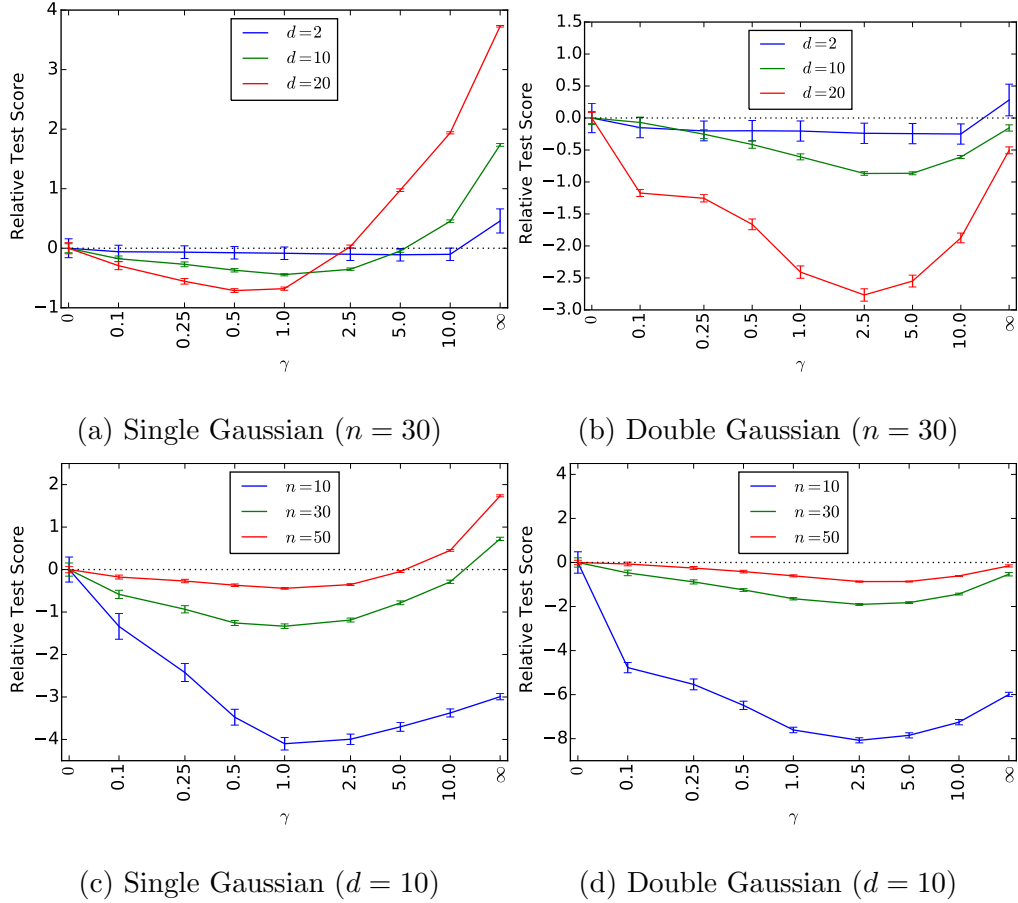 4
3
2
1
0
−1
Relative Test Score
d=2
d=10
d=20
0
0.1
0.25
0.5
1.0
2.5
5.0
10.0
∞
γ
(a) Single Gaussian (n = 30)
1.5
1.0
0.5
0.0
−0.5
−1.0
−1.5
−2.0
−2.5
−3.0
Relative Test Score
d=2
d=10
d=20
0
0.1
0.25
0.5
1.0
2.5
5.0
10.0
∞
γ
(b) Double Gaussian (n = 30)
2
1
0
−1
−2
−3
−4
Relative Test Score
n=10
n=30
n=50
0
0.1
0.25
0.5
1.0
2.5
5.0
10.0
∞
γ
(c) Single Gaussian (d = 10)
4
2
0
−2
−4
−6
−8
Relative Test Score
n=10
n=30
n=50
0
0.1
0.25
0.5
1.0
2.5
5.0
10.0
∞
γ
(d) Double Gaussian (d = 10)